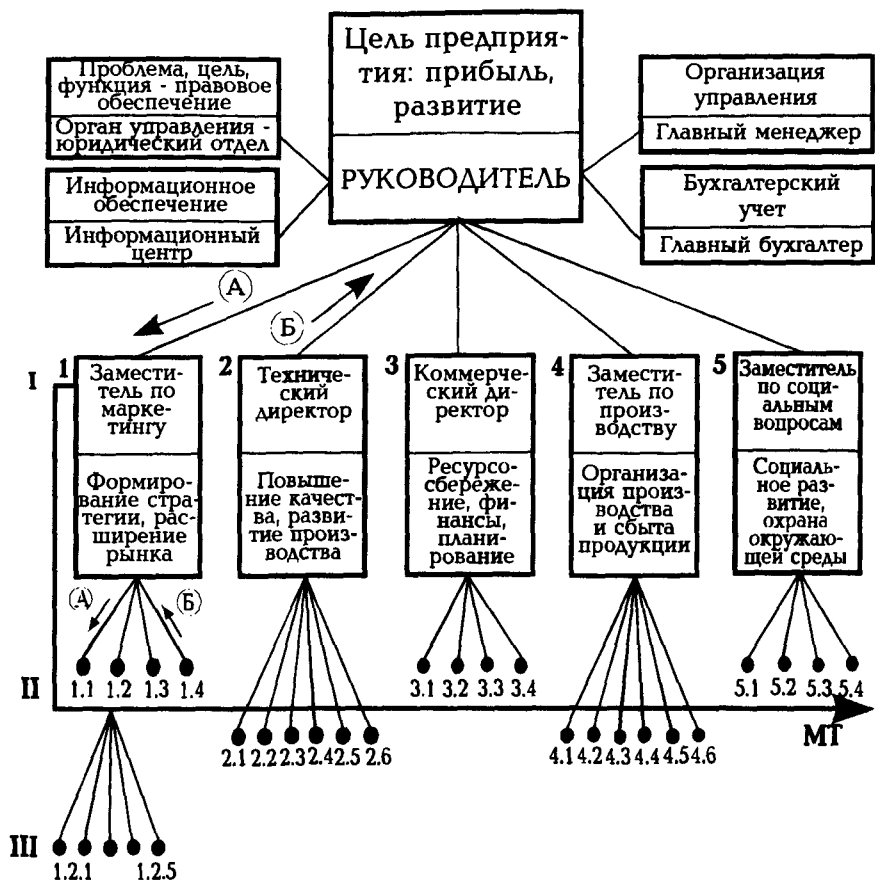 Цель предприя-
тия: прибыль,
развитие
РУКОВОДИТЕЛЬ
Проблема, цель,
функция - правовое
обеспечение
Орган управления -
юридический отдел
Информационное
обеспечение
Информационный
центр
Организация
управления
Главный менеджер
Бухгалтерский
учет
Главный бухгалтер
А
Б
I
1
Заместитель по
марке-
тингу
Формиро-
вание стра-
тегии, рас-
ширение
рынка
2
Техничес-
кий
директор
Повыше-
ние качест-
ва, разви-
тие произ-
водства
3
Коммерче-
ский ди-
ректор
Ресурсо-
сбереже-
ние, фи-
нансы,
плани-
рование
4
Замести-
тель по
произ-
водству
Организа-
ция произ-
водства
и сбыта
продукции
5
Заместитель
по соци-
альным
вопросам
Социаль-
ное раз-
витие,
охрана
окружаю-
щей среды
А
Б
II
1.1 1.2 1.3 1.4
3.1 3.2 3.3 3.4
5.1 5.2 5.3 5.4
МТ
2.1 2.2 2.3 2.4 2.5 2.6
4.1 4.2 4.3 4.4 4.5 4.6
III
1.2.1 1.2.5